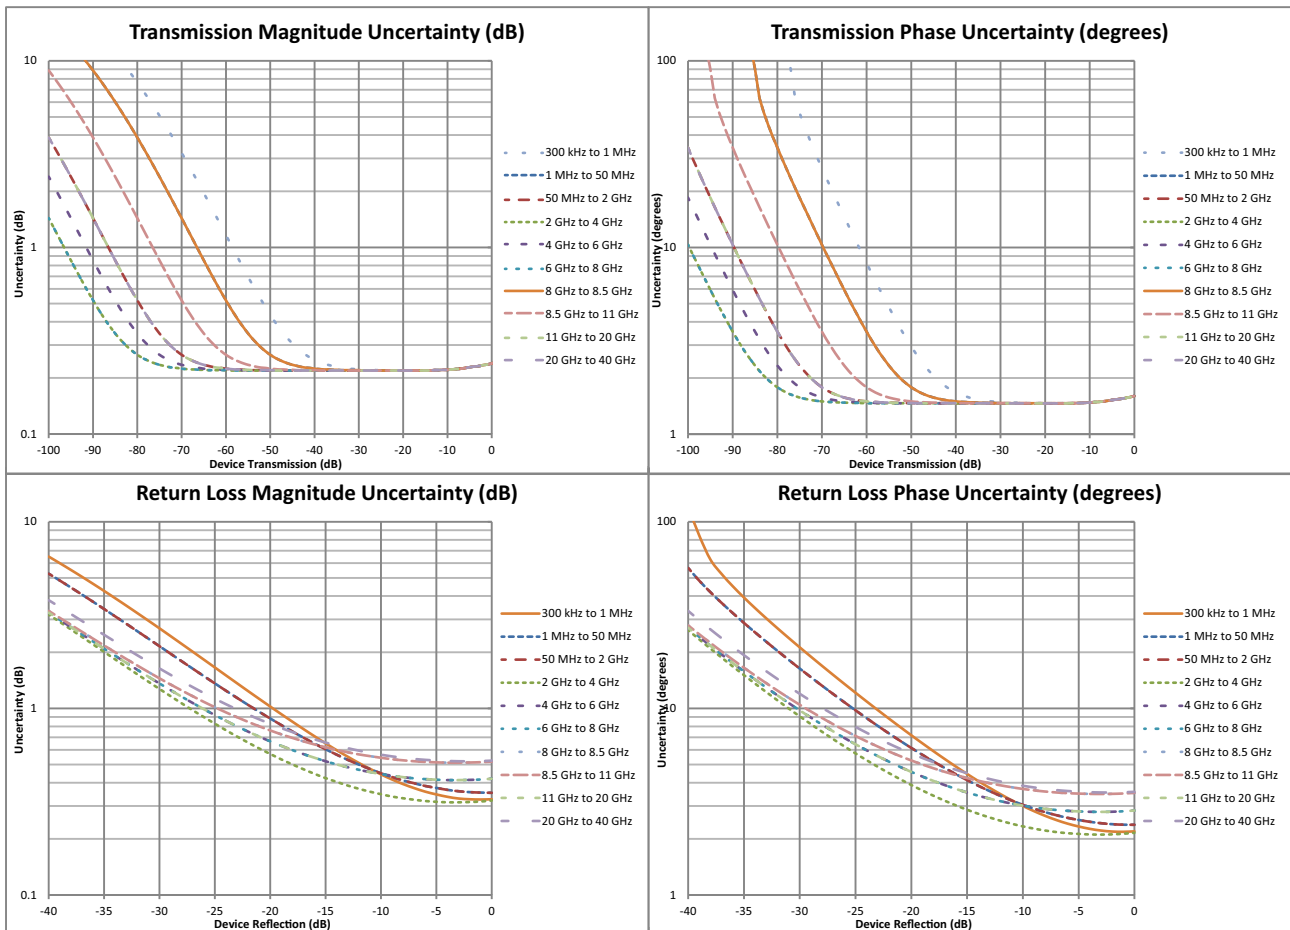 Transmission Magnitude Uncertainty (dB)
10
1
0.1
Uncertainty (dB)
-100 -90 -80 -70 -60 -50 -40 -30 -20 -10 0
Device Transmission (dB)
300 kHz to 1 MHz
1 MHz to 50 MHz
50 MHz to 2 GHz
2 GHz to 4 GHz
4 GHz to 6 GHz
6 GHz to 8 GHz
8 GHz to 8.5 GHz
8.5 GHz to 11 GHz
11 GHz to 20 GHz
20 GHz to 40 GHz
Transmission Phase Uncertainty (degrees)
100
10
1
Uncertainty (degrees)
-100 -90 -80 -70 -60 -50 -40 -30 -20 -10 0
Device Transmission (dB)
300 kHz to 1 MHz
1 MHz to 50 MHz
50 MHz to 2 GHz
2 GHz to 4 GHz
4 GHz to 6 GHz
6 GHz to 8 GHz
8 GHz to 8.5 GHz
8.5 GHz to 11 GHz
11 GHz to 20 GHz
20 GHz to 40 GHz
Return Loss Magnitude Uncertainty (dB)
10
1
0.1
Uncertainty (dB)
-40 -35 -30 -25 -20 -15 -10 -5 0
Device Reflection (dB)
300 kHz to 1 MHz
1 MHz to 50 MHz
50 MHz to 2 GHz
2 GHz to 4 GHz
4 GHz to 6 GHz
6 GHz to 8 GHz
8 GHz to 8.5 GHz
8.5 GHz to 11 GHz
11 GHz to 20 GHz
20 GHz to 40 GHz
Return Loss Phase Uncertainty (degrees)
100
10
1
Uncertainty (degrees)
-40 -35 -30 -25 -20 -15 -10 -5 0
Device Reflection (dB)
300 kHz to 1 MHz
1 MHz to 50 MHz
50 MHz to 2 GHz
2 GHz to 4 GHz
4 GHz to 6 GHz
6 GHz to 8 GHz
8 GHz to 8.5 GHz
8.5 GHz to 11 GHz
11 GHz to 20 GHz
20 GHz to 40 GHz